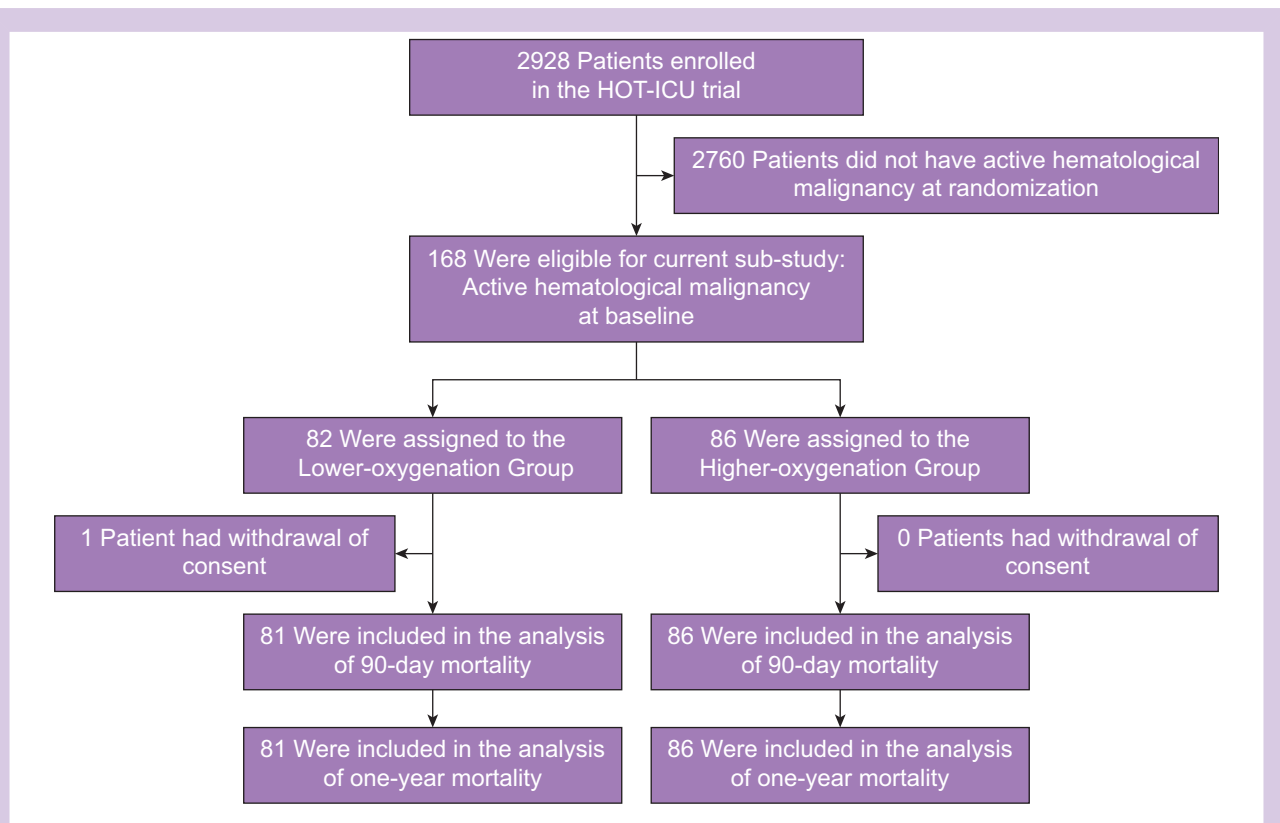 2928 Patients enrolled
in the HOT-ICU trial
2760 Patients did not have active hematological
malignancy at randomization
168 Were eligible for current sub-study:
Active hematological malignancy
at baseline
82 Were assigned to the
Lower-oxygenation Group
86 Were assigned to the
Higher-oxygenation Group
1 Patient had withdrawal of
consent
0 Patients had withdrawal of
consent
81 Were included in the analysis
of 90-day mortality
86 Were included in the analysis
of 90-day mortality
81 Were included in the analysis
of one-year mortality
86 Were included in the analysis
of one-year mortality